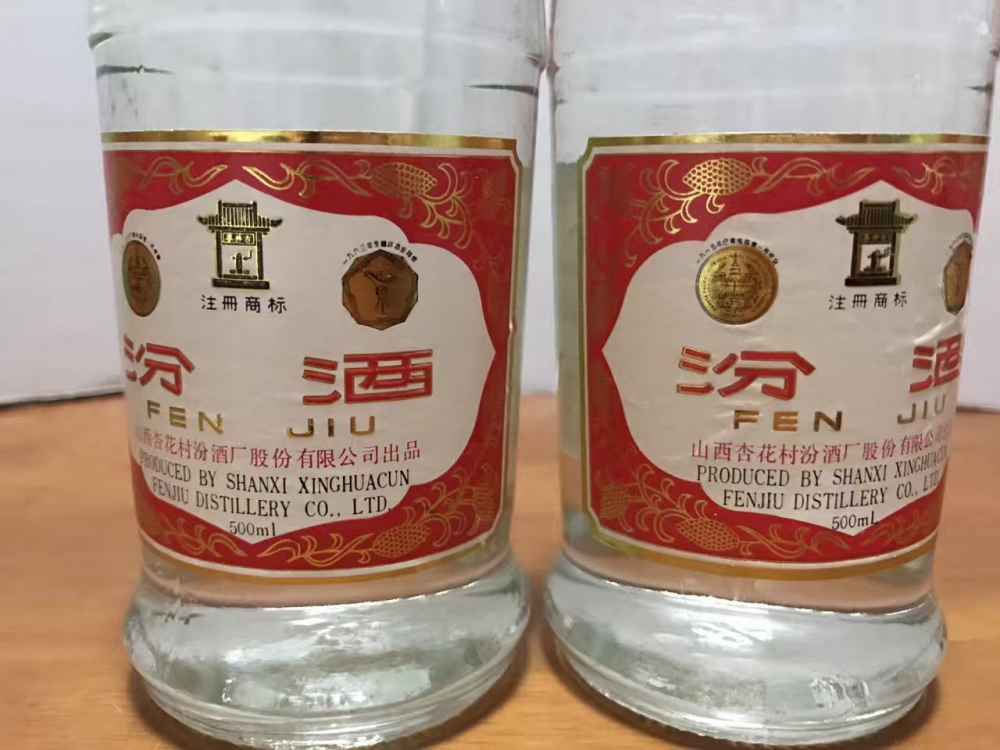 注册商标
汾酒
FEN JIU
山西杏花村汾酒厂股份有限公司出品
PRODUCED BY SHANXI XINGHUACUN
FENJIU DISTILLERY CO., LTD.
500ml
注册商标
汾酒
FEN JIU
山西杏花村汾酒厂股份有限公司
PRODUCED BY SHANXI XINGHUACUN
FENJIU DISTILLERY CO., LTD
500mL